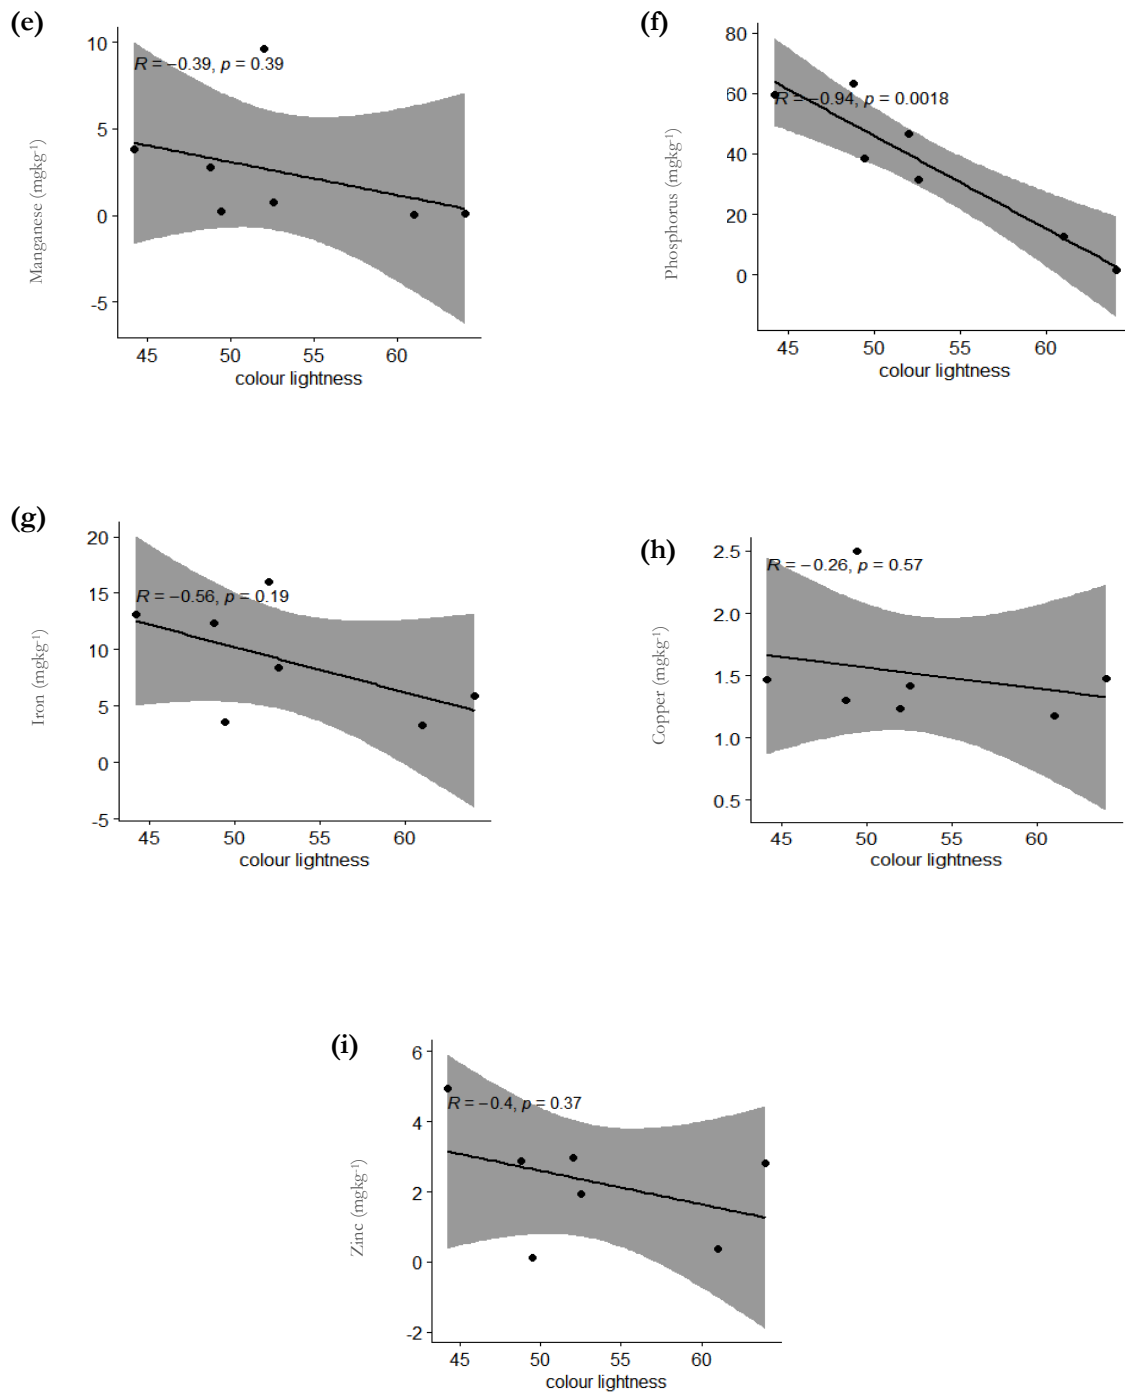 (e)
10
5
0
-5
R = −0.39, p = 0.39
Manganese (mgkg⁻¹)
45 50 55 60
colour lightness
(f)
80
60
40
20
0
R = −0.94, p = 0.0018
Phosphorus (mgkg⁻¹)
45 50 55 60
colour lightness
(g)
20
15
10
5
0
-5
R = −0.56, p = 0.19
Iron (mgkg⁻¹)
45 50 55 60
colour lightness
(h)
2.5
2.0
1.5
1.0
0.5
R = −0.26, p = 0.57
Copper (mgkg⁻¹)
45 50 55 60
colour lightness
(i)
6
4
2
0
-2
R = −0.4, p = 0.37
Zinc (mgkg⁻¹)
45 50 55 60
colour lightness